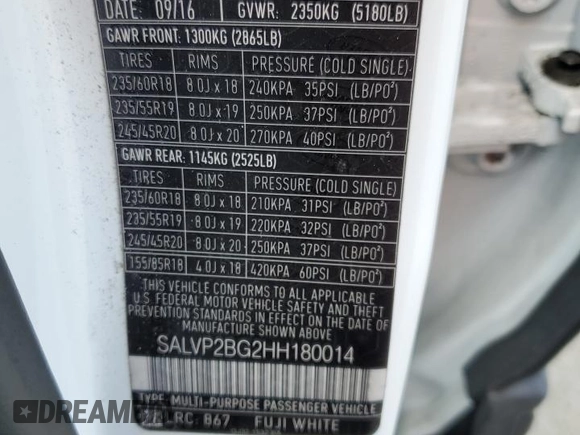 DATE 09/16 GVWR: 2350KG (5180LB)
GAWR FRONT: 1300KG (2865LB)
TIRES RIMS PRESSURE (COLD SINGLE)
235/60R18 8.0J x 18 240KPA 35PSI (LB/PO²)
235/55R19 8.0J x 19 250KPA 37PSI (LB/PO²)
245/45R20 8.0J x 20 270KPA 40PSI (LB/PO²)
GAWR REAR: 1145KG (2525LB)
TIRES RIMS PRESSURE (COLD SINGLE)
235/60R18 8.0J x 18 210KPA 31PSI (LB/PO²)
235/55R19 8.0J x 19 220KPA 32PSI (LB/PO²)
245/45R20 8.0J x 20 250KPA 37PSI (LB/PO²)
155/85R18 4.0J x 18 420KPA 60PSI (LB/PO²)
THIS VEHICLE CONFORMS TO ALL APPLICABLE
U.S. FEDERAL MOTOR VEHICLE SAFETY AND THEFT
PREVENTION STANDARDS IN EFFECT ON THE DATE
OF MANUFACTURE SHOWN ABOVE.
SALVP2BG2HH180014
TYPE: MULTI-PURPOSE PASSENGER VEHICLE
LRC: 867 FUJI WHITE